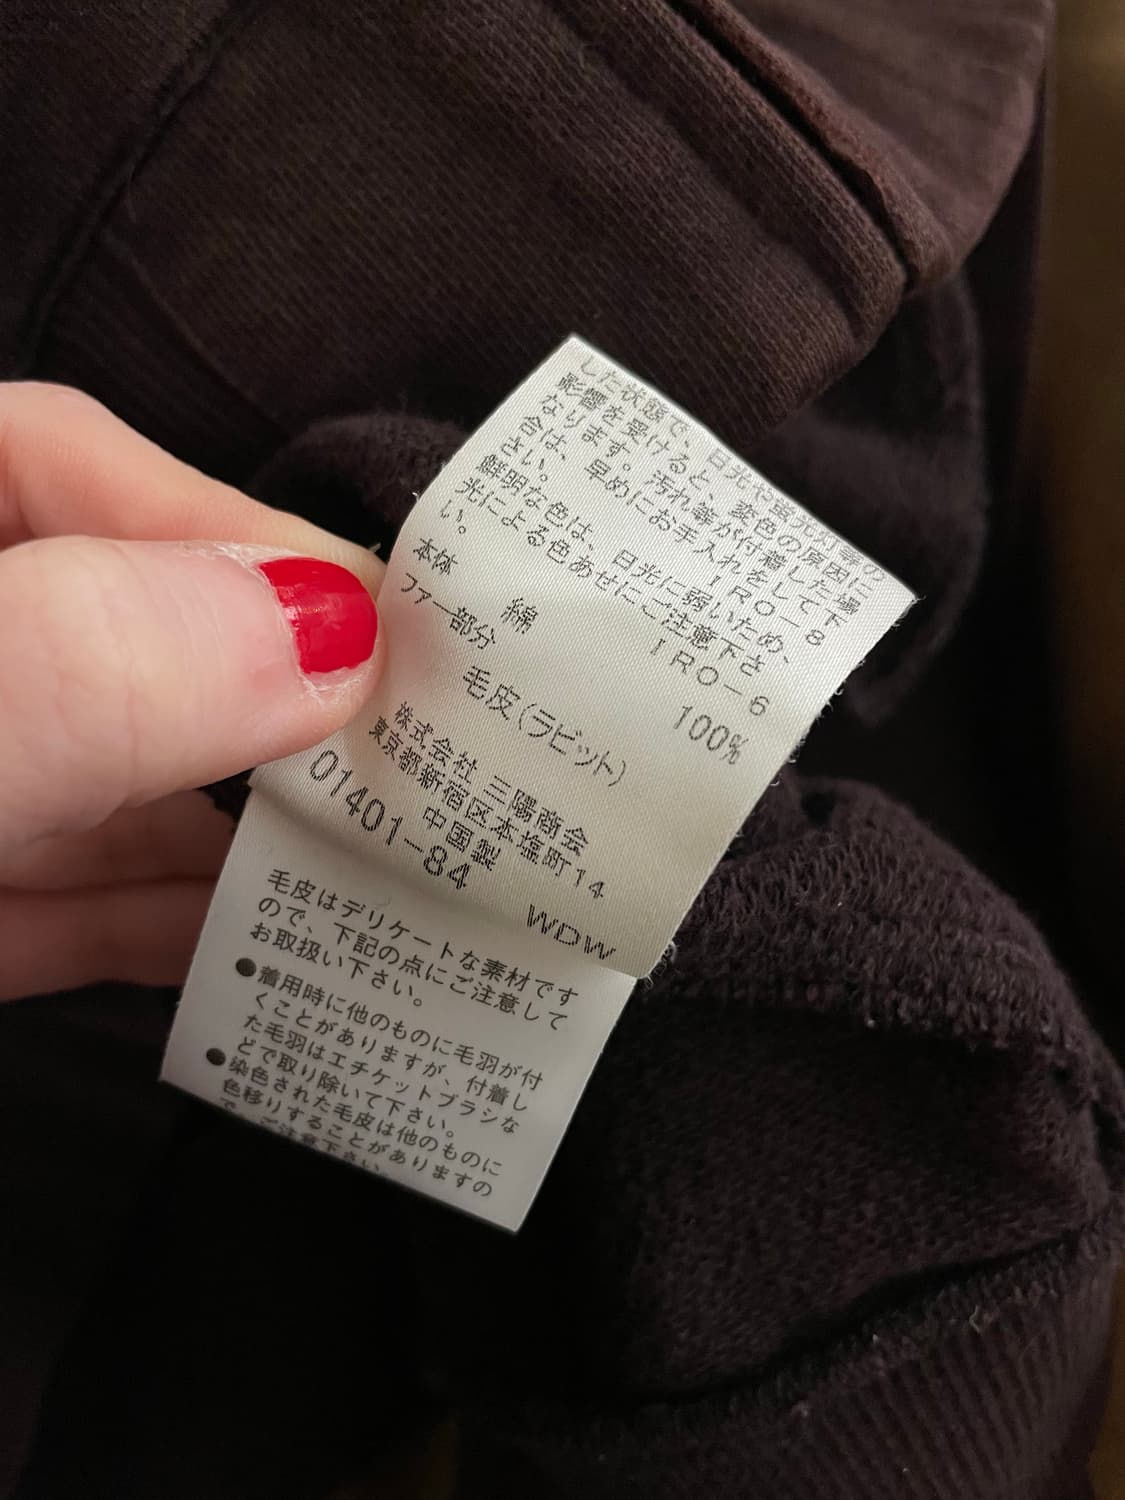 した状態で、日光や蛍光灯等の
影響を受けると、変色の原因に
なります。汚れ等が付着した場
合は、早めにお手入れをして下
さい。 IRO-8
鮮明な色は、日光に弱いため、
光による色あせにご注意下さ
い。 IRO-6
本体
綿 100%
ファー部分
毛皮(ラビット)
株式会社 三陽商会
東京都新宿区本塩町14
中国製
01401-84 WDW
毛皮はデリケートな素材です
ので、下記の点にご注意して
お取扱い下さい。
●着用時に他のものに毛羽が付
くことがありますが、付着し
た毛羽はエチケットブラシな
どで取り除いて下さい。
●染色された毛皮は他のものに
色移りすることがありますの
で、ご注意下さい。